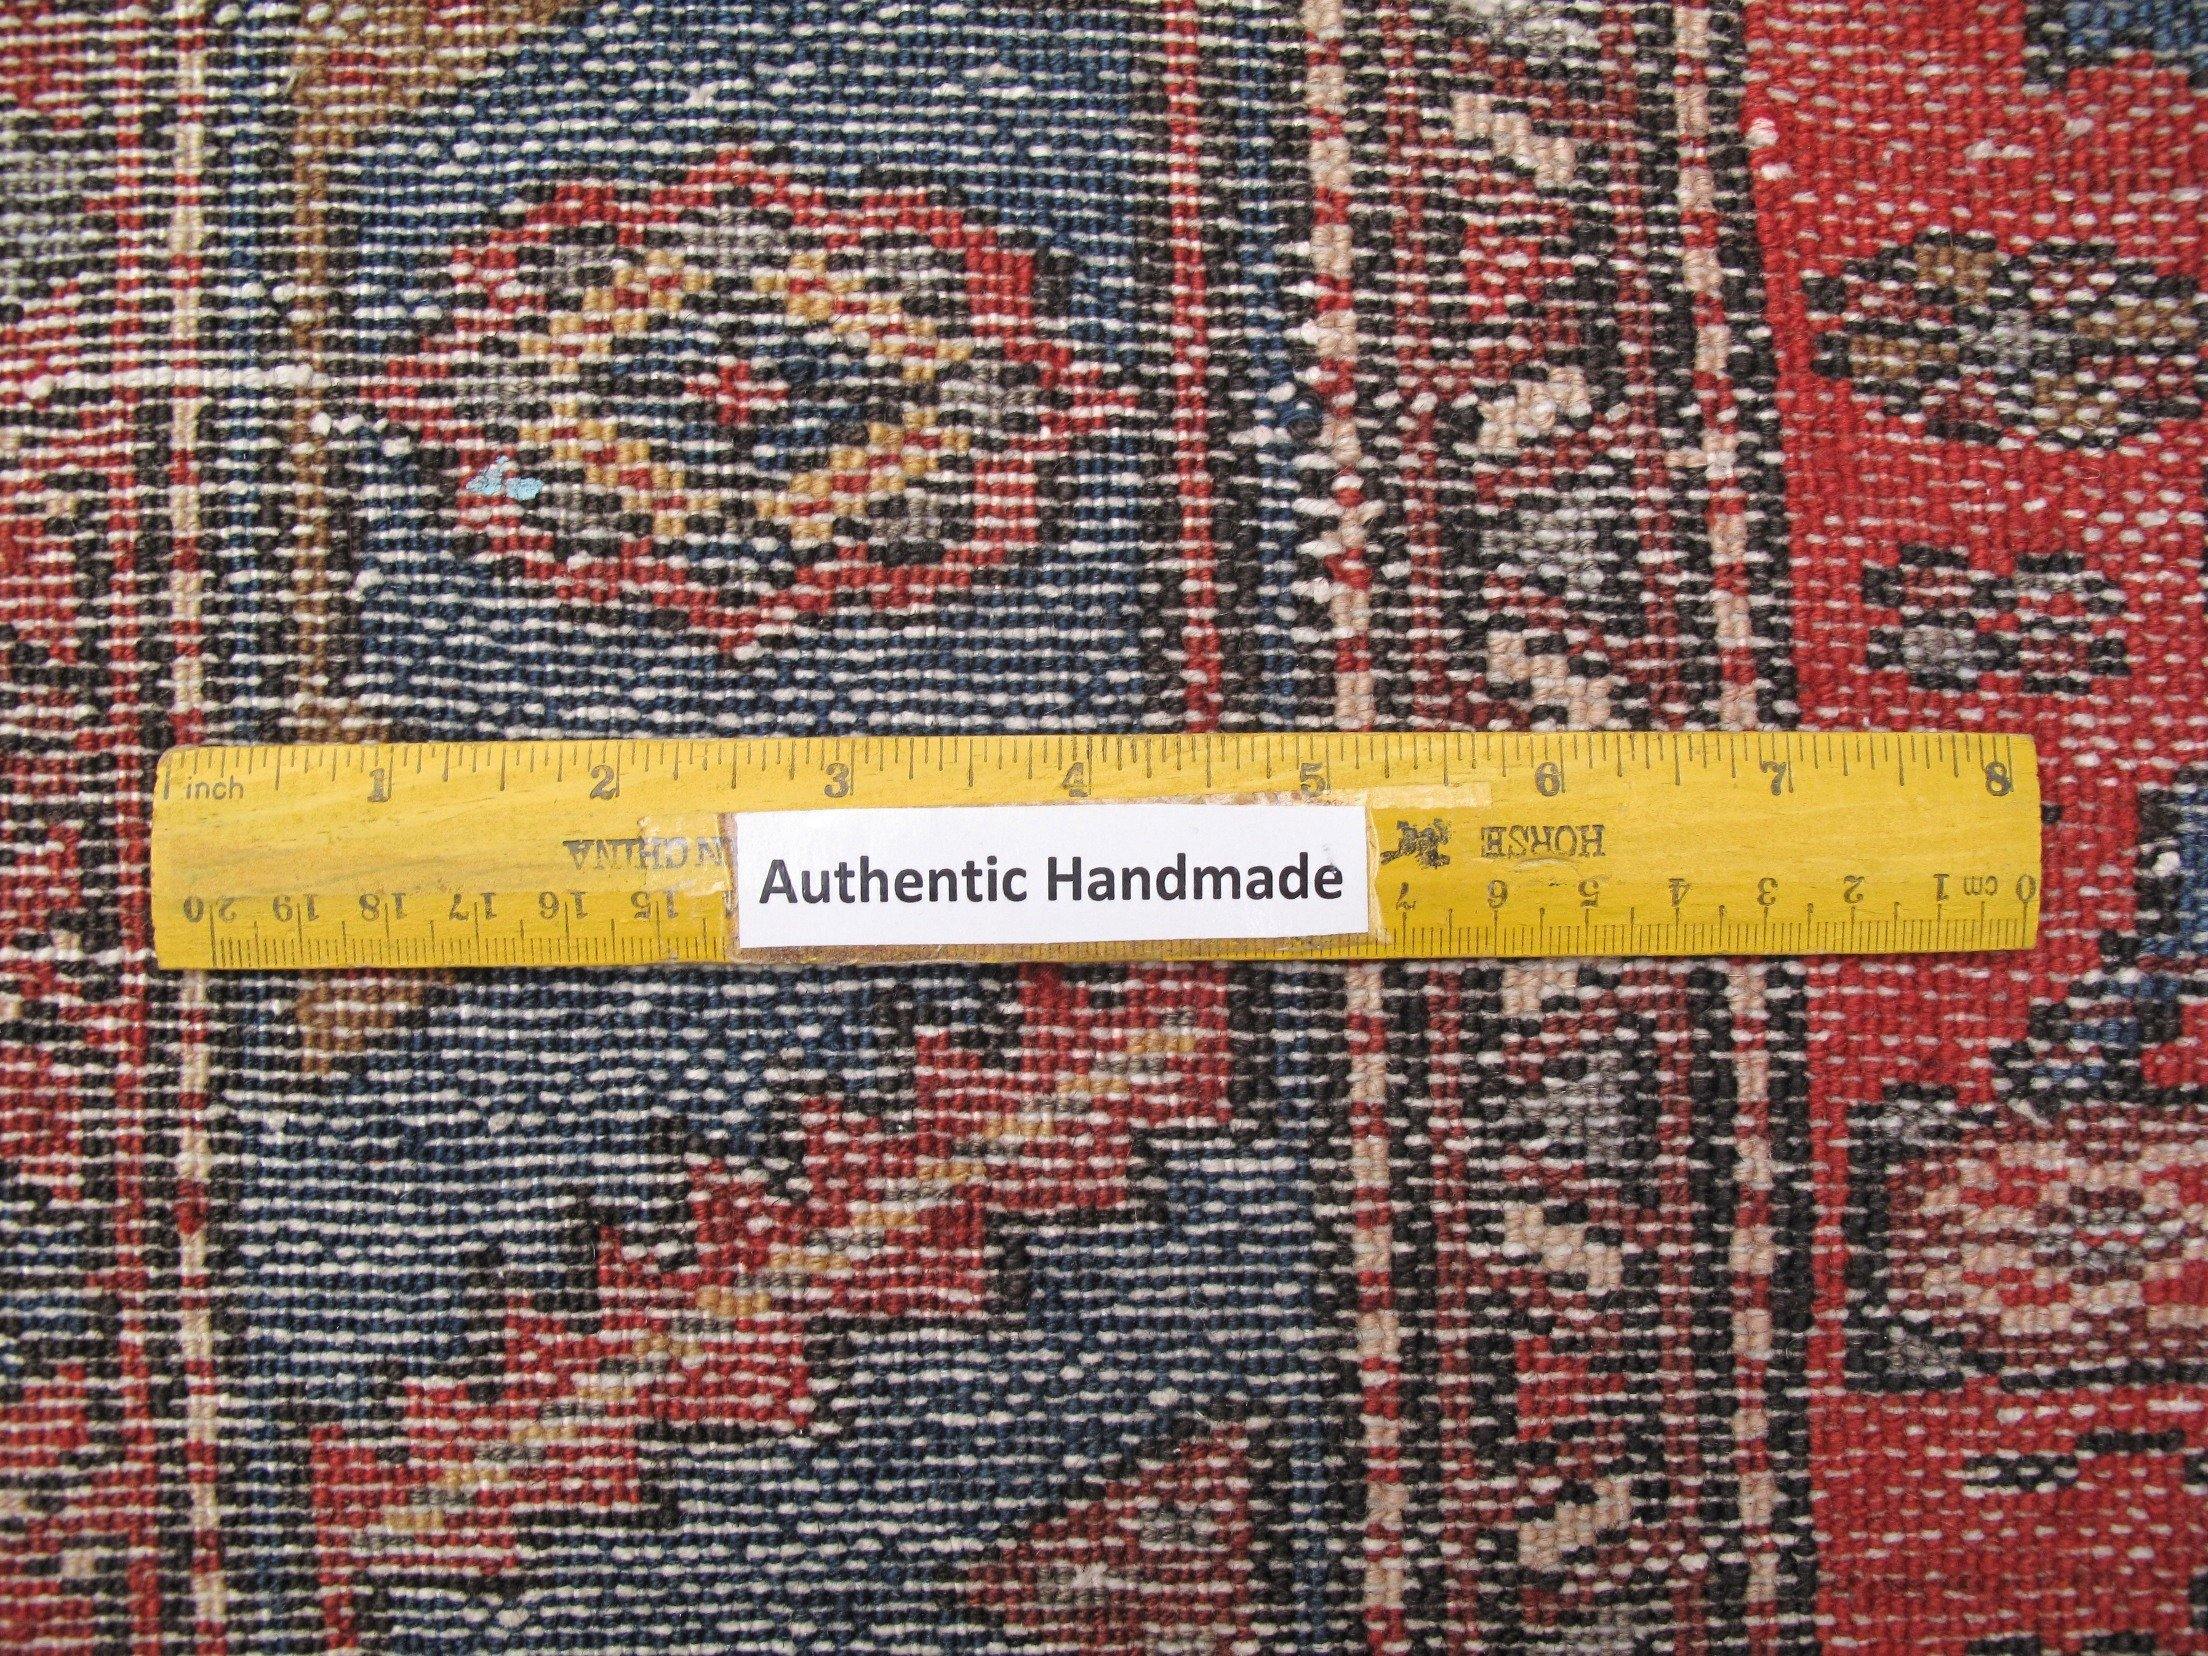 inch 1 2 3 4 5 6 7 8
N CHINA
HORSE
Authentic Handmade
20 19 18 17 16 15 7 6 5 4 3 2 1 cm 0